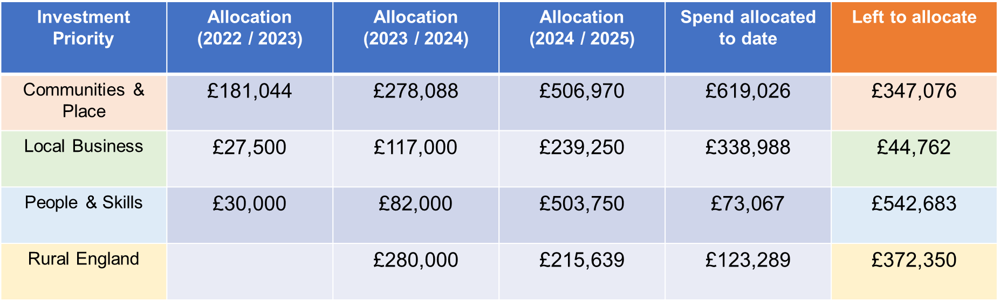 Investment Priority
Allocation (2022 / 2023)
Allocation (2023 / 2024)
Allocation (2024 / 2025)
Spend allocated to date
Left to allocate
Communities & Place
£181,044
£278,088
£506,970
£619,026
£347,076
Local Business
£27,500
£117,000
£239,250
£338,988
£44,762
People & Skills
£30,000
£82,000
£503,750
£73,067
£542,683
Rural England
£280,000
£215,639
£123,289
£372,350